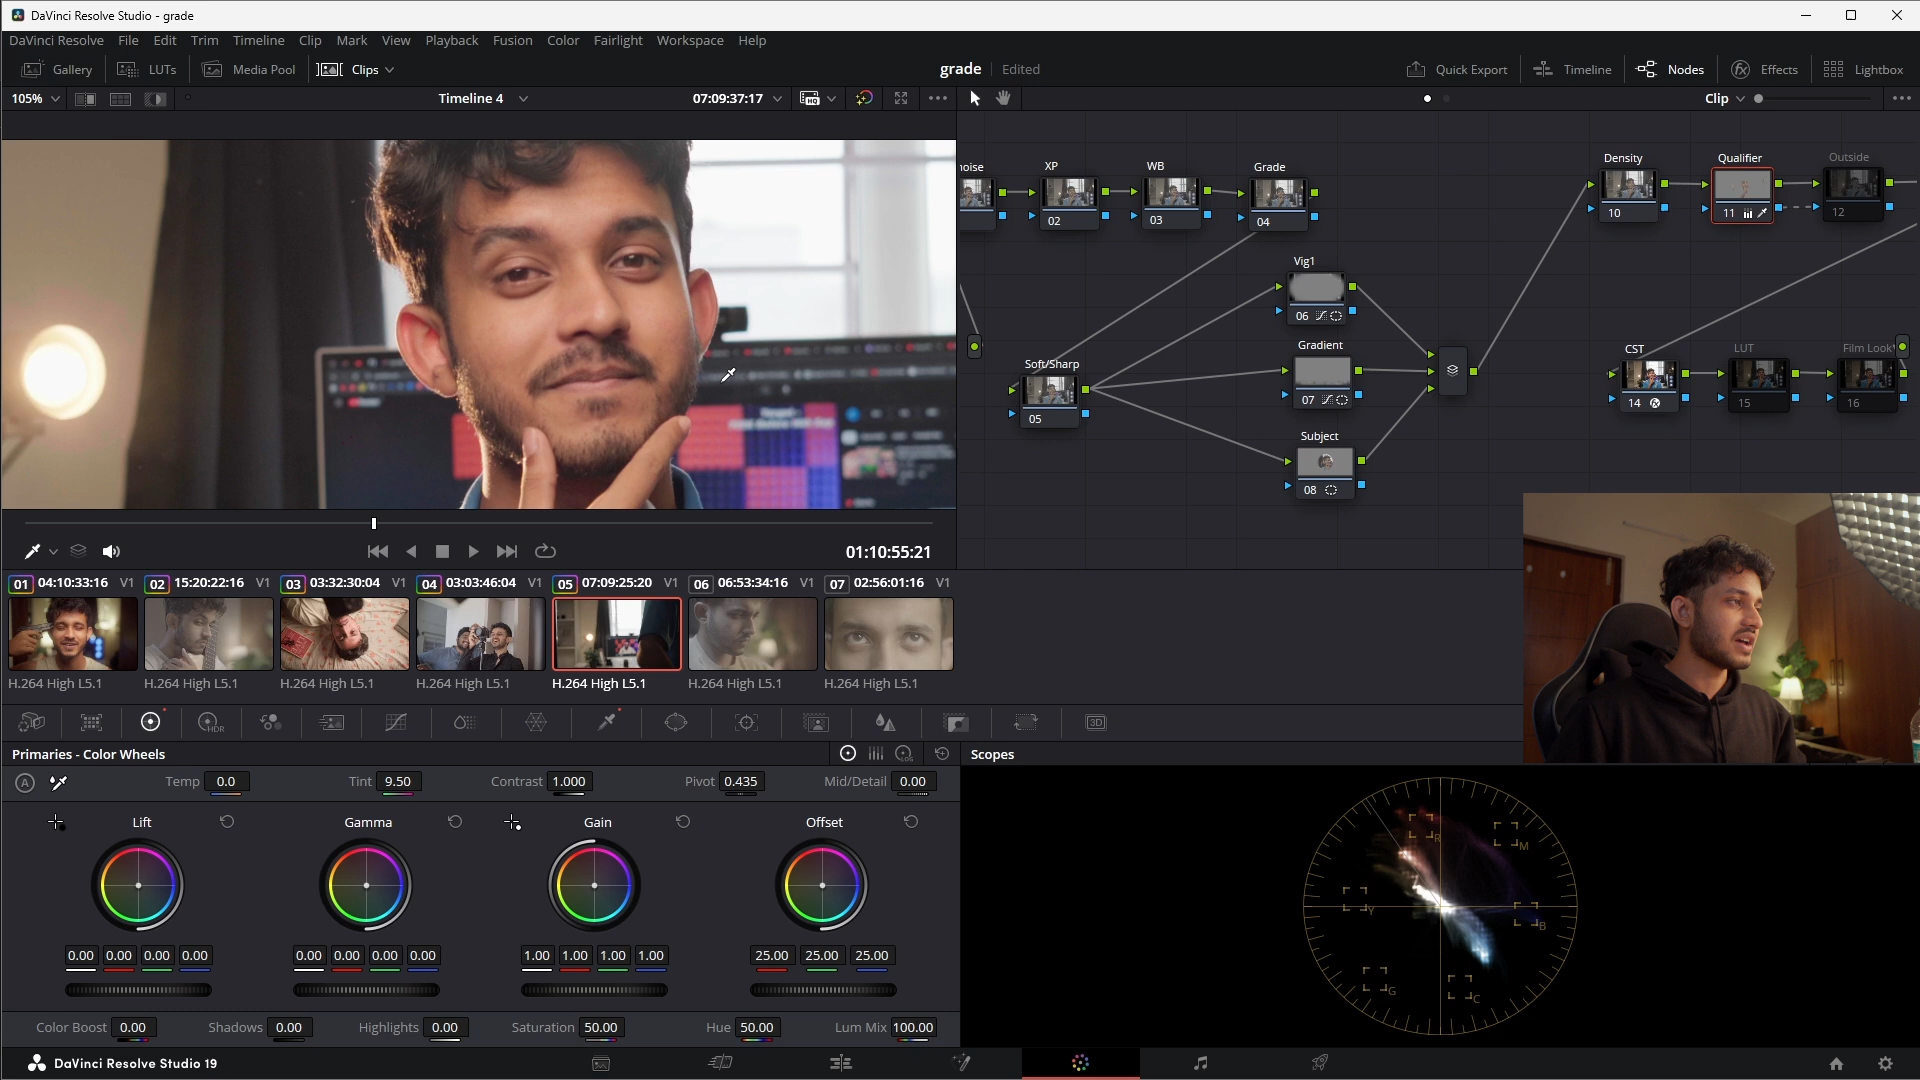 DaVinci Resolve Studio - grade
DaVinci Resolve File Edit Trim Timeline Clip Mark View Playback Fusion Color Fairlight Workspace Help
Gallery LUTs Media Pool Clips grade Edited Quick Export Timeline Nodes Effects Lightbox
105% Timeline 4 07:09:37:17 HQ Clip
noise XP WB Grade Density Qualifier Outside
02 03 04 10 11 12
Vig1
06
Soft/Sharp Gradient CST LUT Film Look
05 07 14 15 16
Subject
08
01:10:55:21
01 04:10:33:16 V1 02 15:20:22:16 V1 03 03:32:30:04 V1 04 03:03:46:04 V1 05 07:09:25:20 V1 06 06:53:34:16 V1 07 02:56:01:16 V1
H.264 High L5.1 H.264 High L5.1 H.264 High L5.1 H.264 High L5.1 H.264 High L5.1 H.264 High L5.1 H.264 High L5.1
HDR 3D
Primaries - Color Wheels LOG Scopes
A Temp 0.0 Tint 9.50 Contrast 1.000 Pivot 0.435 Mid/Detail 0.00
Lift Gamma Gain Offset
R M
Y B
G C
0.00 0.00 0.00 0.00 0.00 0.00 0.00 0.00 1.00 1.00 1.00 1.00 25.00 25.00 25.00
Color Boost 0.00 Shadows 0.00 Highlights 0.00 Saturation 50.00 Hue 50.00 Lum Mix 100.00
DaVinci Resolve Studio 19